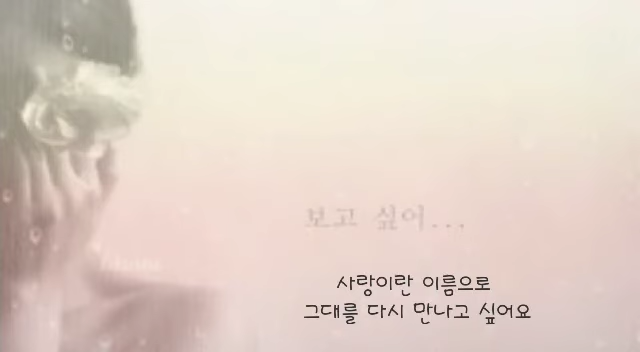 보고 싶어...
사랑이란 이름으로
그대를 다시 만나고 싶어요